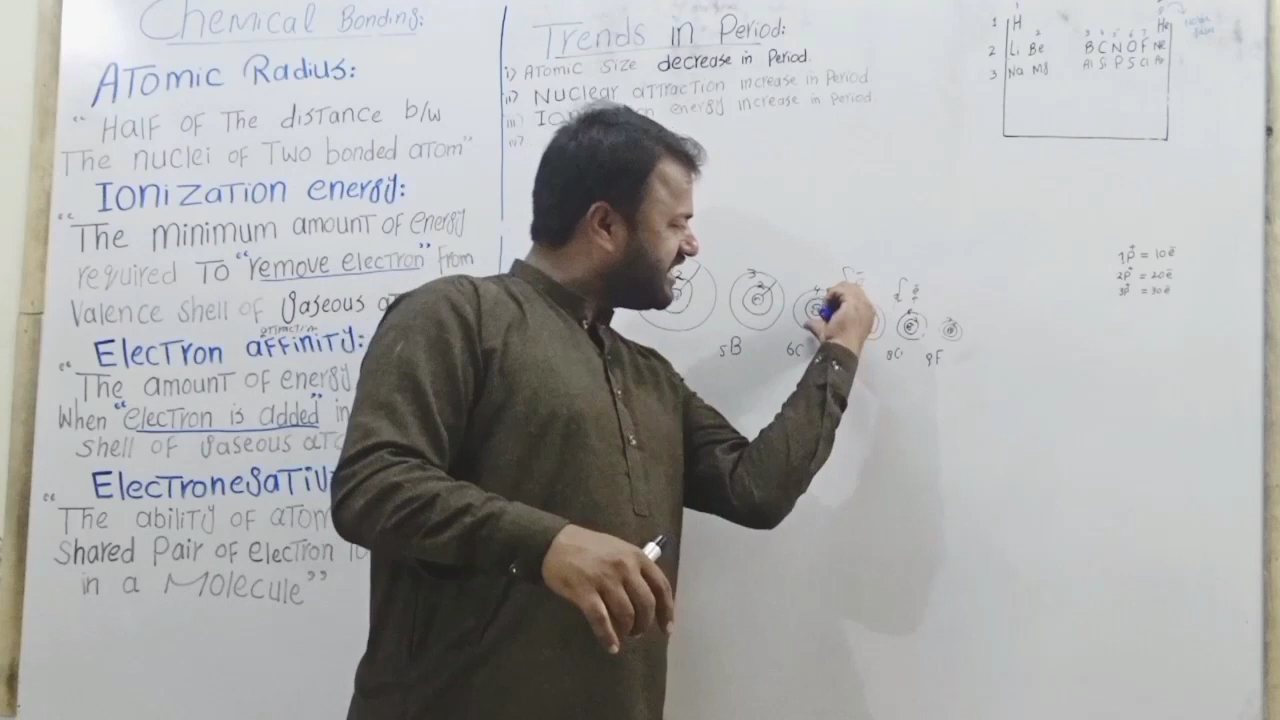 Chemical Bonding:
Atomic Radius:
“Half of The distance b/w
The nuclei of Two bonded atom”
Ionization energy:
“The minimum amount of energy
required To “remove electron” From
Valence shell of gaseous
attraction
Electron affinity:
“The amount of energy
When “electron is added” in
shell of gaseous
Electronegativ
“The ability of atom
shared Pair of electron
in a Molecule”
Trends in Period:
i) Atomic size decrease in Period.
ii) Nuclear attraction increase in Period
iii) energy increase in Period.
iv)
1 H He
2 Li Be B C N O F Ne
3 Na Mg Al Si P S Cl Ar
1p+ = 10e-
2p+ = 20e-
3p+ = 30e-
5B 6C 9F